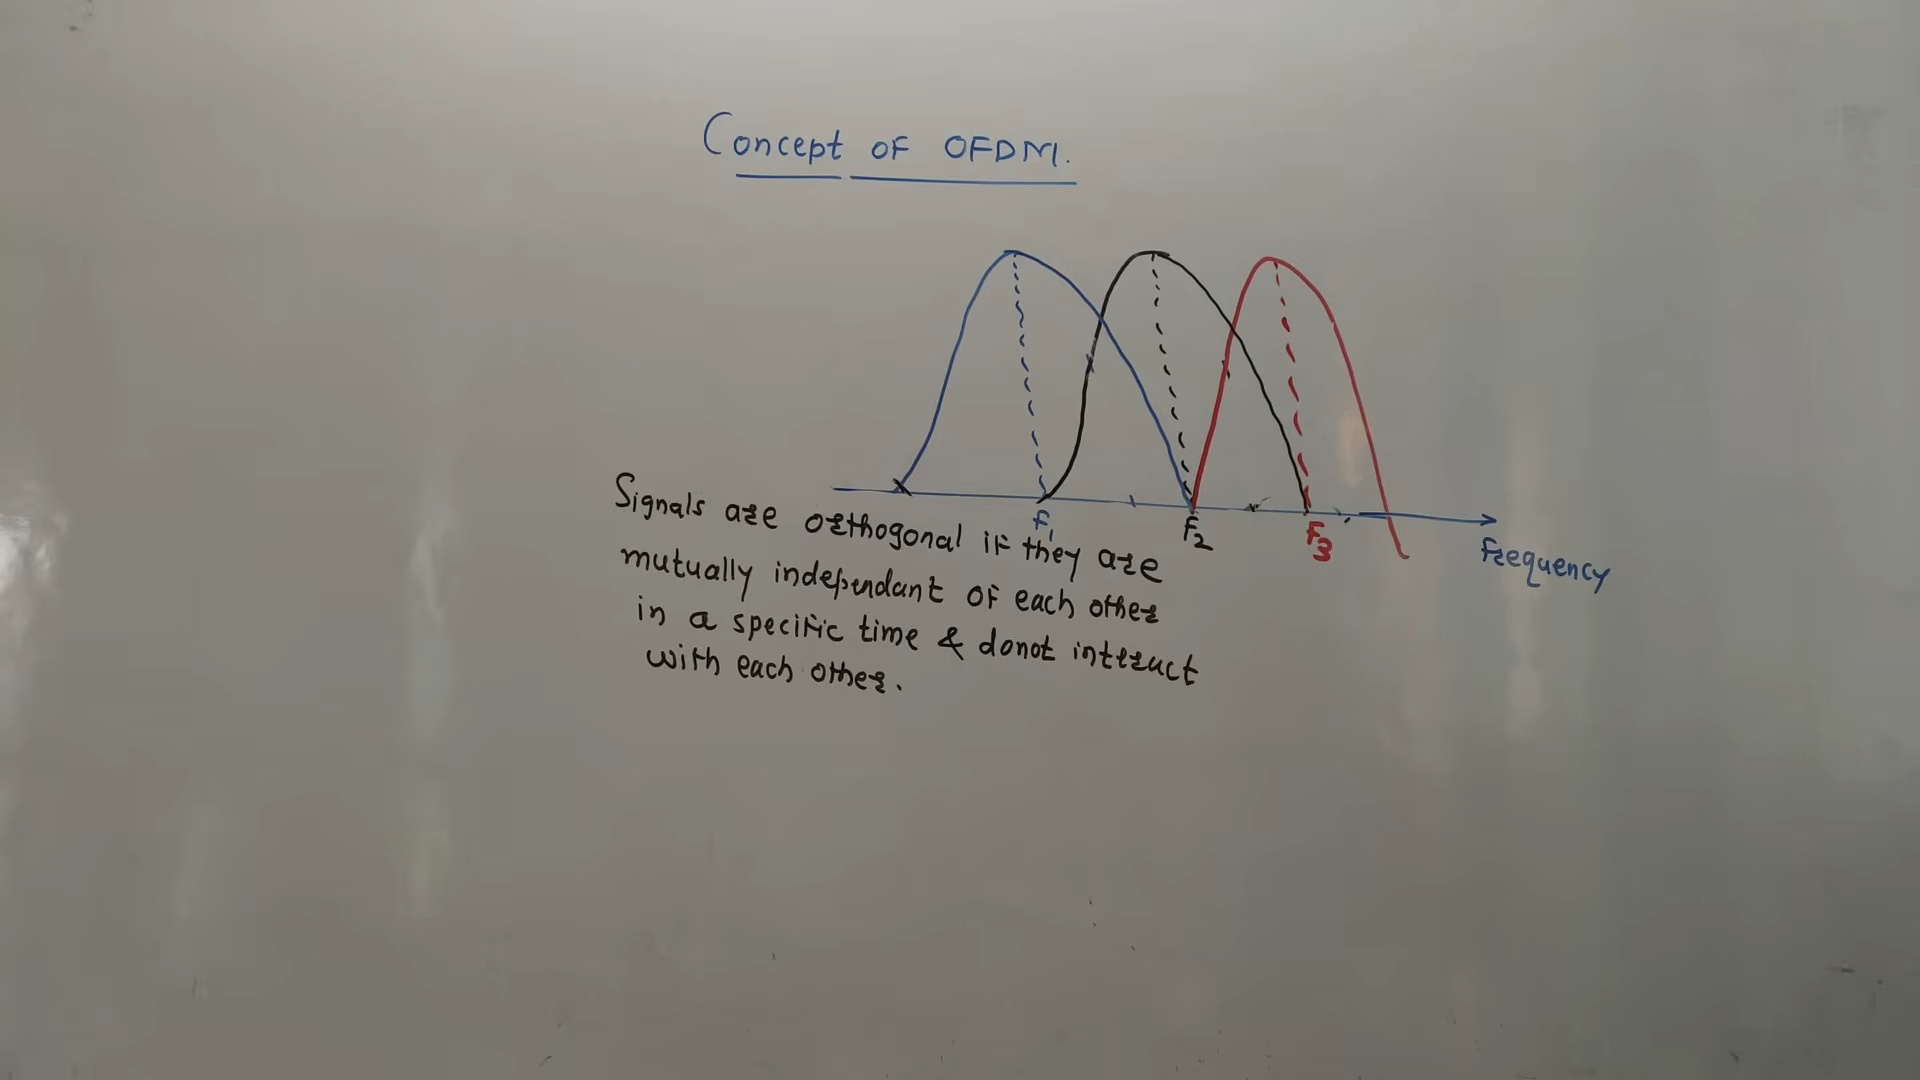 Concept of OFDM.
F1
F2
F3
Frequency
Signals are orthogonal if they are
mutually independant of each other
in a specific time & donot interuct
with each other.